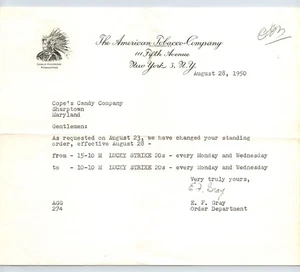 The American Tobacco Company
111 Fifth Avenue
New York 3, N.Y.
August 28, 1950
Cope's Candy Company
Sharptown
Maryland
Gentlemen:
As requested on August 23, we have changed your standing
order, effective August 28 -
from - 15-10 M LUCKY STRIKE 20s - every Monday and Wednesday
to - 10-10 M LUCKY STRIKE 20s - every Monday and Wednesday
Very truly yours,
E. F. Gray
AGG
274
E. F. Gray
Order Department